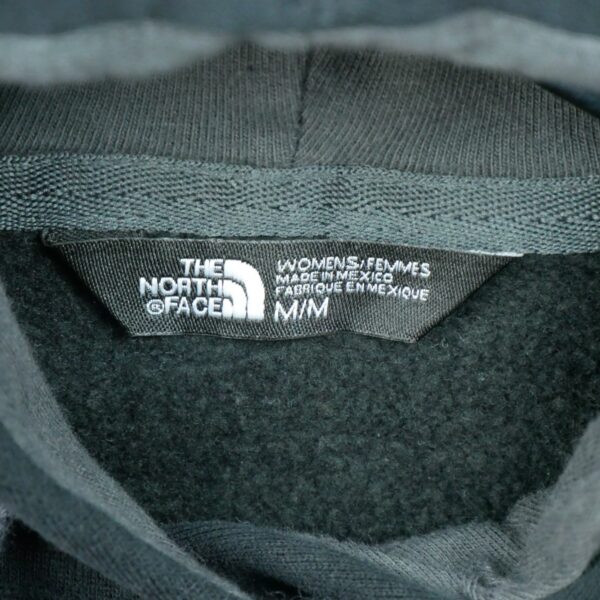 THE
NORTH
®FACE
WOMENS/FEMMES
MADE IN MEXICO
FABRIQUE EN MEXIQUE
M/M